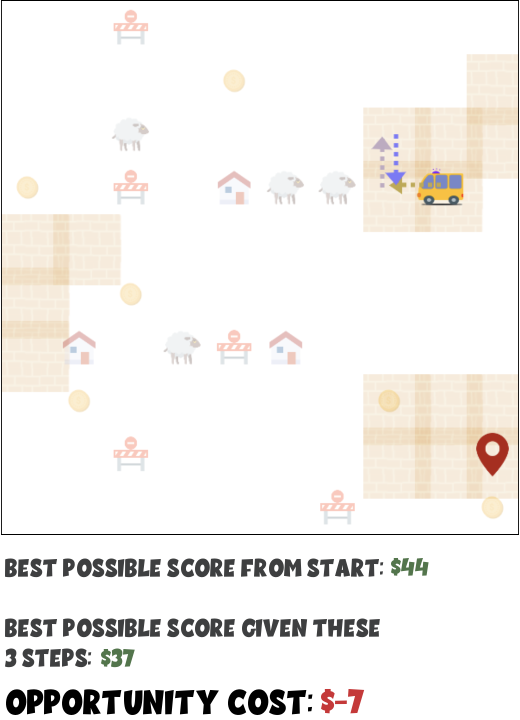 BEST POSSIBLE SCORE FROM START: $44
BEST POSSIBLE SCORE GIVEN THESE
3 STEPS: $37
OPPORTUNITY COST: $-7